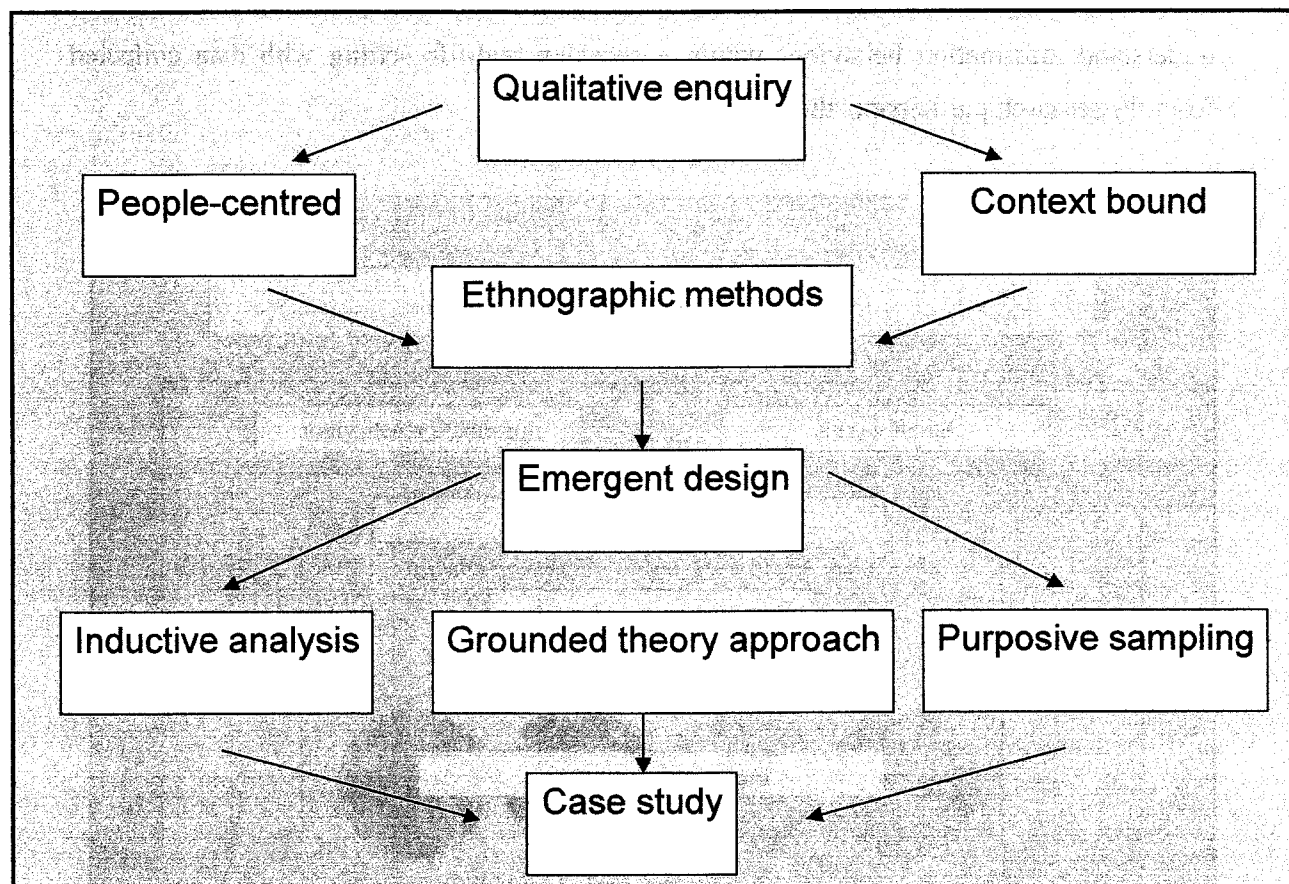 Qualitative enquiry
People-centred
Context bound
Ethnographic methods
Emergent design
Inductive analysis
Grounded theory approach
Purposive sampling
Case study